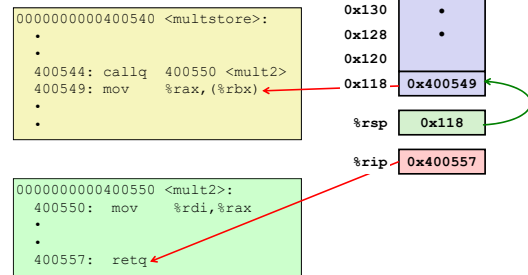 0000000000400540 <multstore>:
•
•
400544: callq  400550 <mult2>
400549: mov    %rax,(%rbx)
•
•
0000000000400550 <mult2>:
400550:  mov    %rdi,%rax
•
•
400557:  retq
0x130 •
0x128 •
0x120
0x118 0x400549
%rsp 0x118
%rip 0x400557